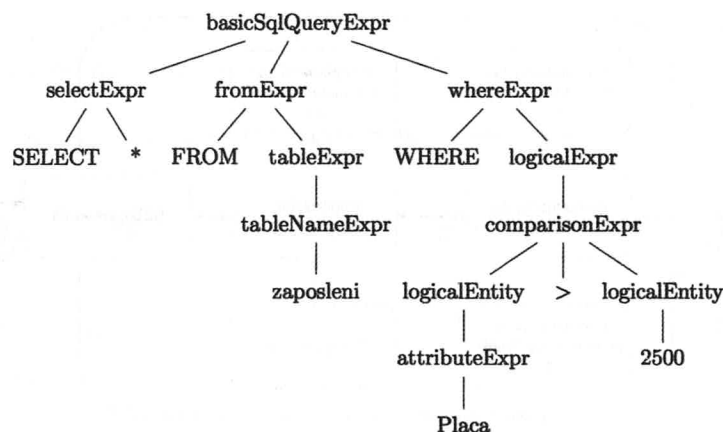 basicSqlQueryExpr
selectExpr fromExpr whereExpr
SELECT * FROM tableExpr WHERE logicalExpr
tableNameExpr comparisonExpr
zaposleni logicalEntity > logicalEntity
attributeExpr 2500
Placa